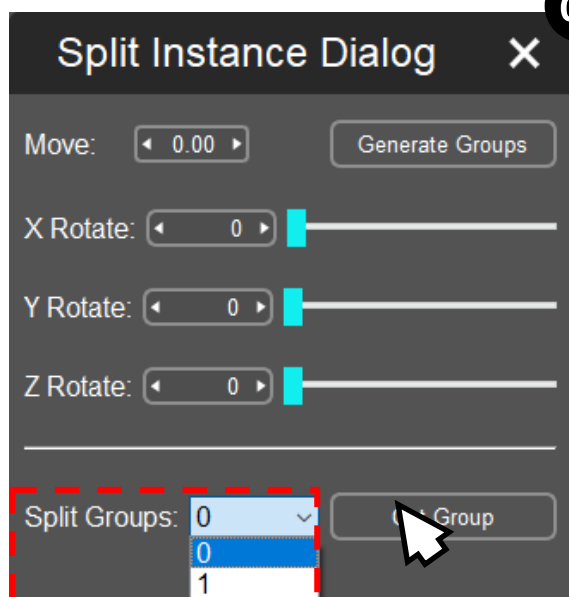 Split Instance Dialog
Move: 0.00 Generate Groups
X Rotate: 0
Y Rotate: 0
Z Rotate: 0
Split Groups: 0 Group
0
1